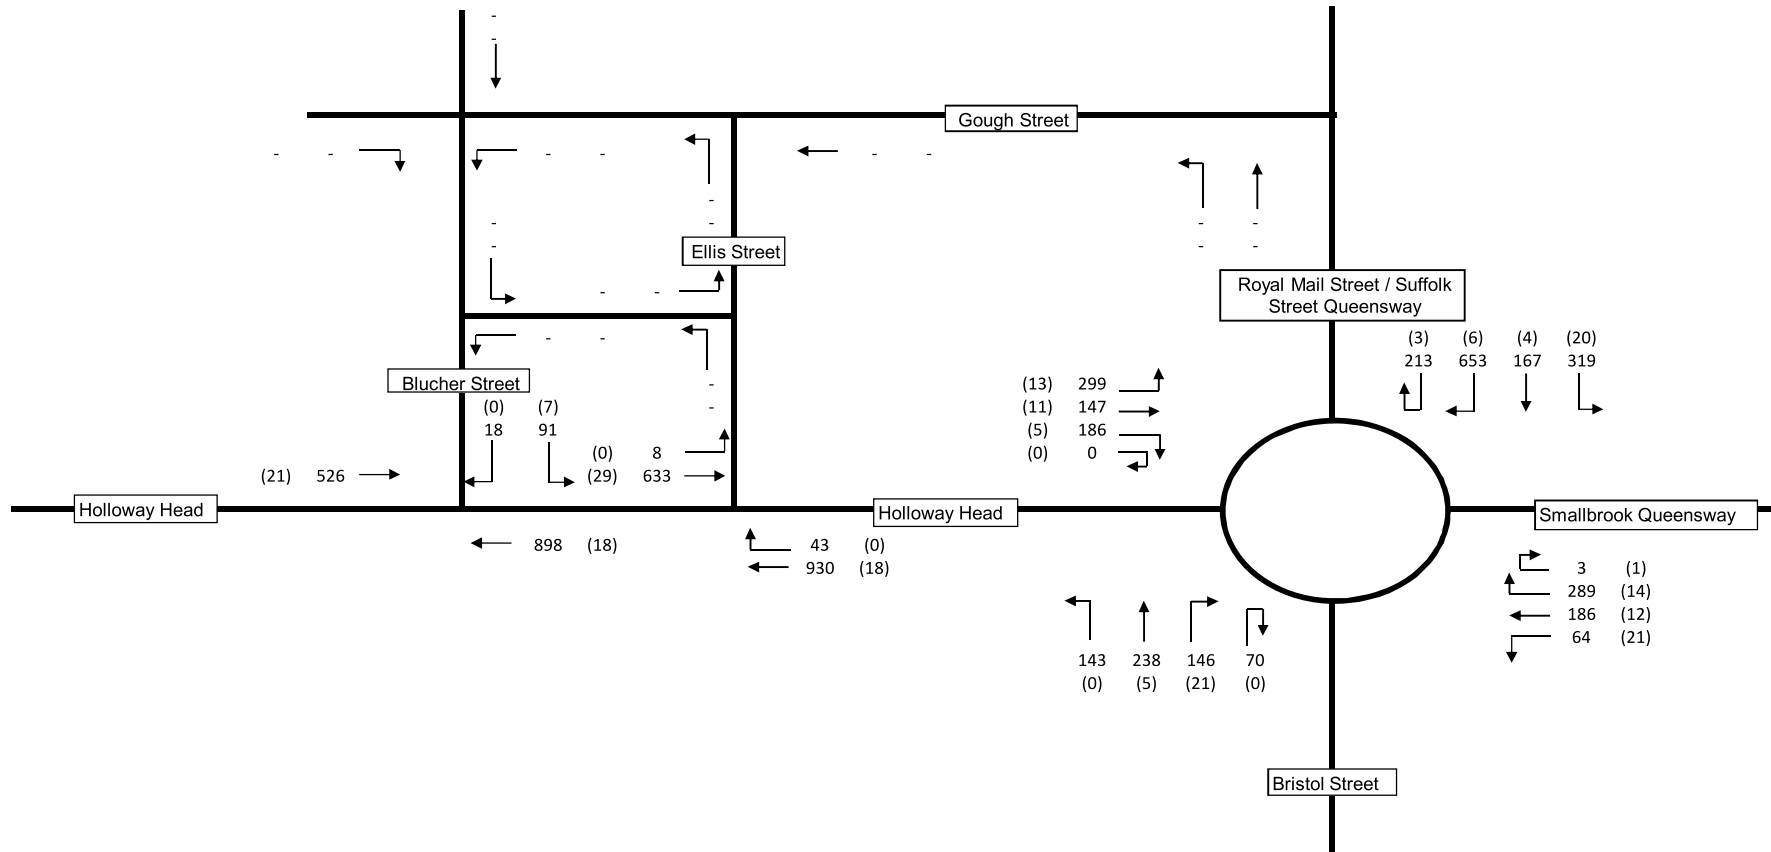 -
-
Gough Street
- -
- -
- -
-
-
-
-
- -
- -
Ellis Street
- -
Royal Mail Street / Suffolk
Street Queensway
- -
(3) (6) (4) (20)
213 653 167 319
Blucher Street
-
-
(0) (7)
18 91
(0) 8
(29) 633
(21) 526
(13) 299
(11) 147
(5) 186
(0) 0
Holloway Head
Holloway Head
Smallbrook Queensway
898 (18)
43 (0)
930 (18)
3 (1)
289 (14)
186 (12)
64 (21)
143 238 146 70
(0) (5) (21) (0)
Bristol Street